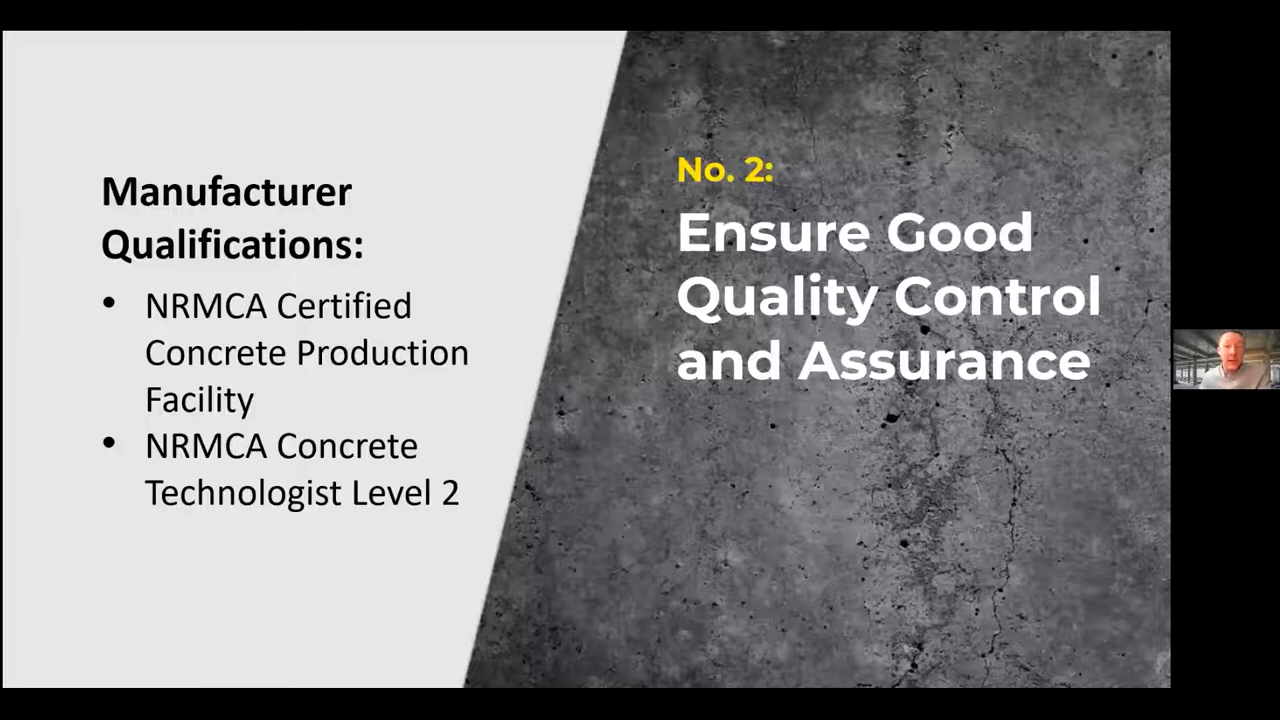 Manufacturer
Qualifications:
• NRMCA Certified
Concrete Production
Facility
• NRMCA Concrete
Technologist Level 2
No. 2:
Ensure Good
Quality Control
and Assurance